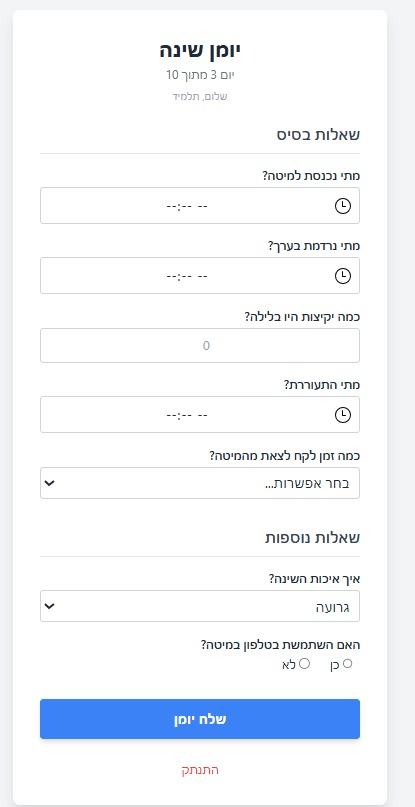 יומן שינה
יום 3 מתוך 10
שלום, תלמיד
שאלות בסיס
מתי נכנסת למיטה?
--:-- --
מתי נרדמת בערך?
--:-- --
כמה יקיצות היו בלילה?
0
מתי התעוררת?
--:-- --
כמה זמן לקח לצאת מהמיטה?
בחר אפשרות...
שאלות נוספות
איך איכות השינה?
גרועה
האם השתמשת בטלפון במיטה?
כן לא
שלח יומן
התנתק